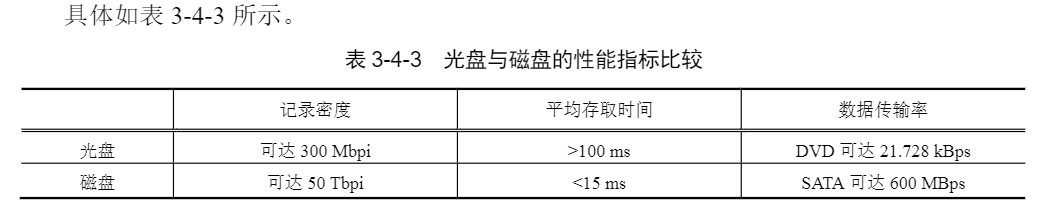 具体如表 3-4-3 所示。
表 3-4-3 光盘与磁盘的性能指标比较
记录密度 平均存取时间 数据传输率
光盘 可达 300 Mbpi >100 ms DVD 可达 21.728 kBps
磁盘 可达 50 Tbpi <15 ms SATA 可达 600 MBps